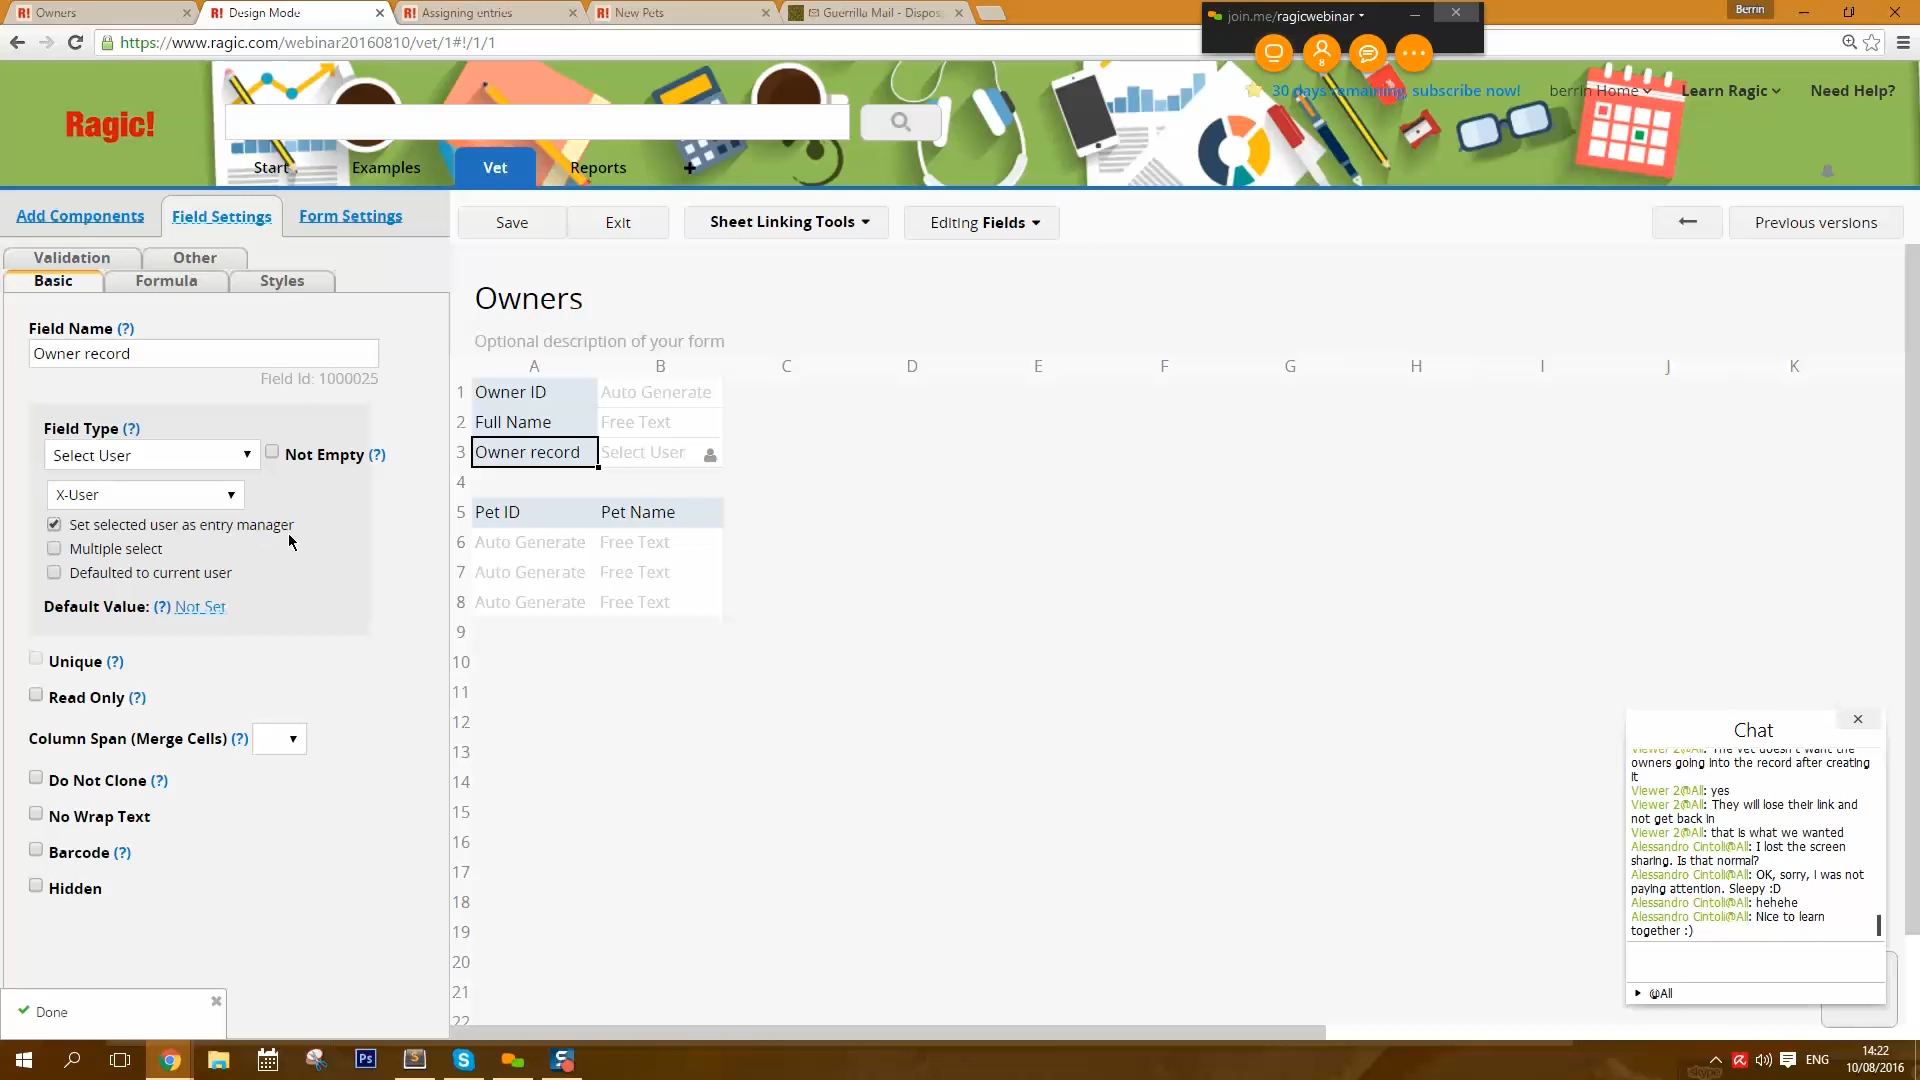 Owners
Design Mode
Assigning entries
New Pets
Guerrilla Mail - Dispos
join.me/ragicwebinar
Berrin
https://www.ragic.com/webinar20160810/vet/1#!/1/1
8
Ragic!
30 days remaining, subscribe now!
berrin Home
Learn Ragic
Need Help?
Start
Examples
Vet
Reports
Add Components
Field Settings
Form Settings
Save
Exit
Sheet Linking Tools
Editing Fields
Previous versions
Validation
Other
Basic
Formula
Styles
Field Name (?)
Owner record
Field Id: 1000025
Field Type (?)
Select User
Not Empty (?)
X-User
Set selected user as entry manager
Multiple select
Defaulted to current user
Default Value: (?) Not Set
Unique (?)
Read Only (?)
Column Span (Merge Cells) (?)
Do Not Clone (?)
No Wrap Text
Barcode (?)
Hidden
Done
Owners
Optional description of your form
A B C D E F G H I J K
1 Owner ID Auto Generate
2 Full Name Free Text
3 Owner record Select User
4
5 Pet ID Pet Name
6 Auto Generate Free Text
7 Auto Generate Free Text
8 Auto Generate Free Text
9
10
11
12
13
14
15
16
17
18
19
20
21
22
Chat
Viewer 2@All: The vet doesn't want the
owners going into the record after creating
it
Viewer 2@All: yes
Viewer 2@All: They will lose their link and
not get back in
Viewer 2@All: that is what we wanted
Alessandro Cintoli@All: I lost the screen
sharing. Is that normal?
Alessandro Cintoli@All: OK, sorry, I was not
paying attention. Sleepy :D
Alessandro Cintoli@All: hehehe
Alessandro Cintoli@All: Nice to learn
together :)
@All
Ps
S
S
ENG
14:22
10/08/2016